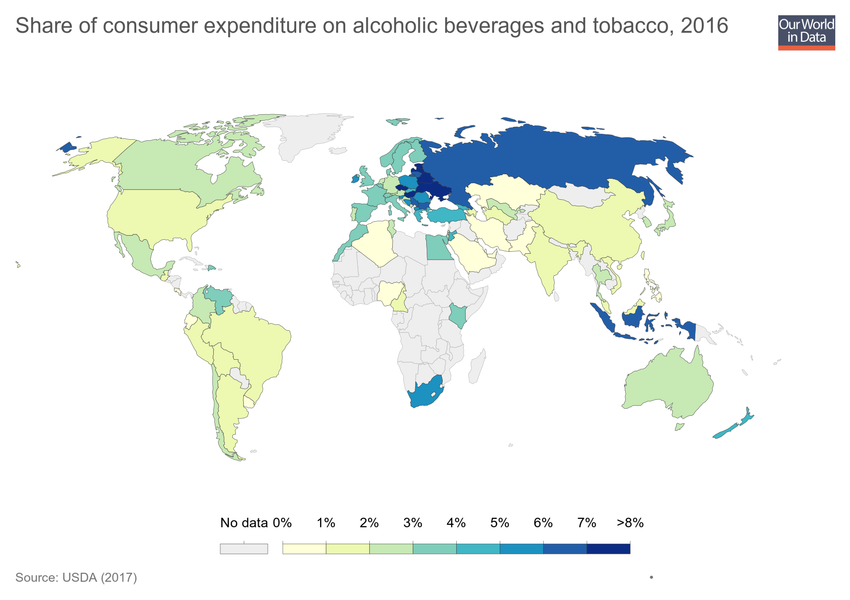 Share of consumer expenditure on alcoholic beverages and tobacco, 2016
Our World
in Data
No data 0% 1% 2% 3% 4% 5% 6% 7% >8%
Source: USDA (2017)